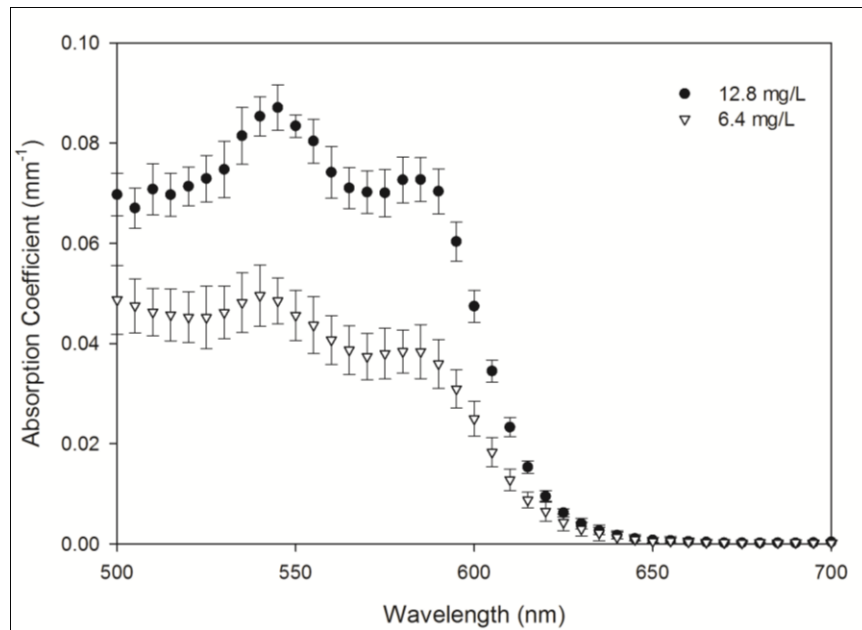 0.10
0.08
0.06
0.04
0.02
0.00
500
550
600
650
700
Absorption Coefficient (mm⁻¹)
Wavelength (nm)
12.8 mg/L
6.4 mg/L